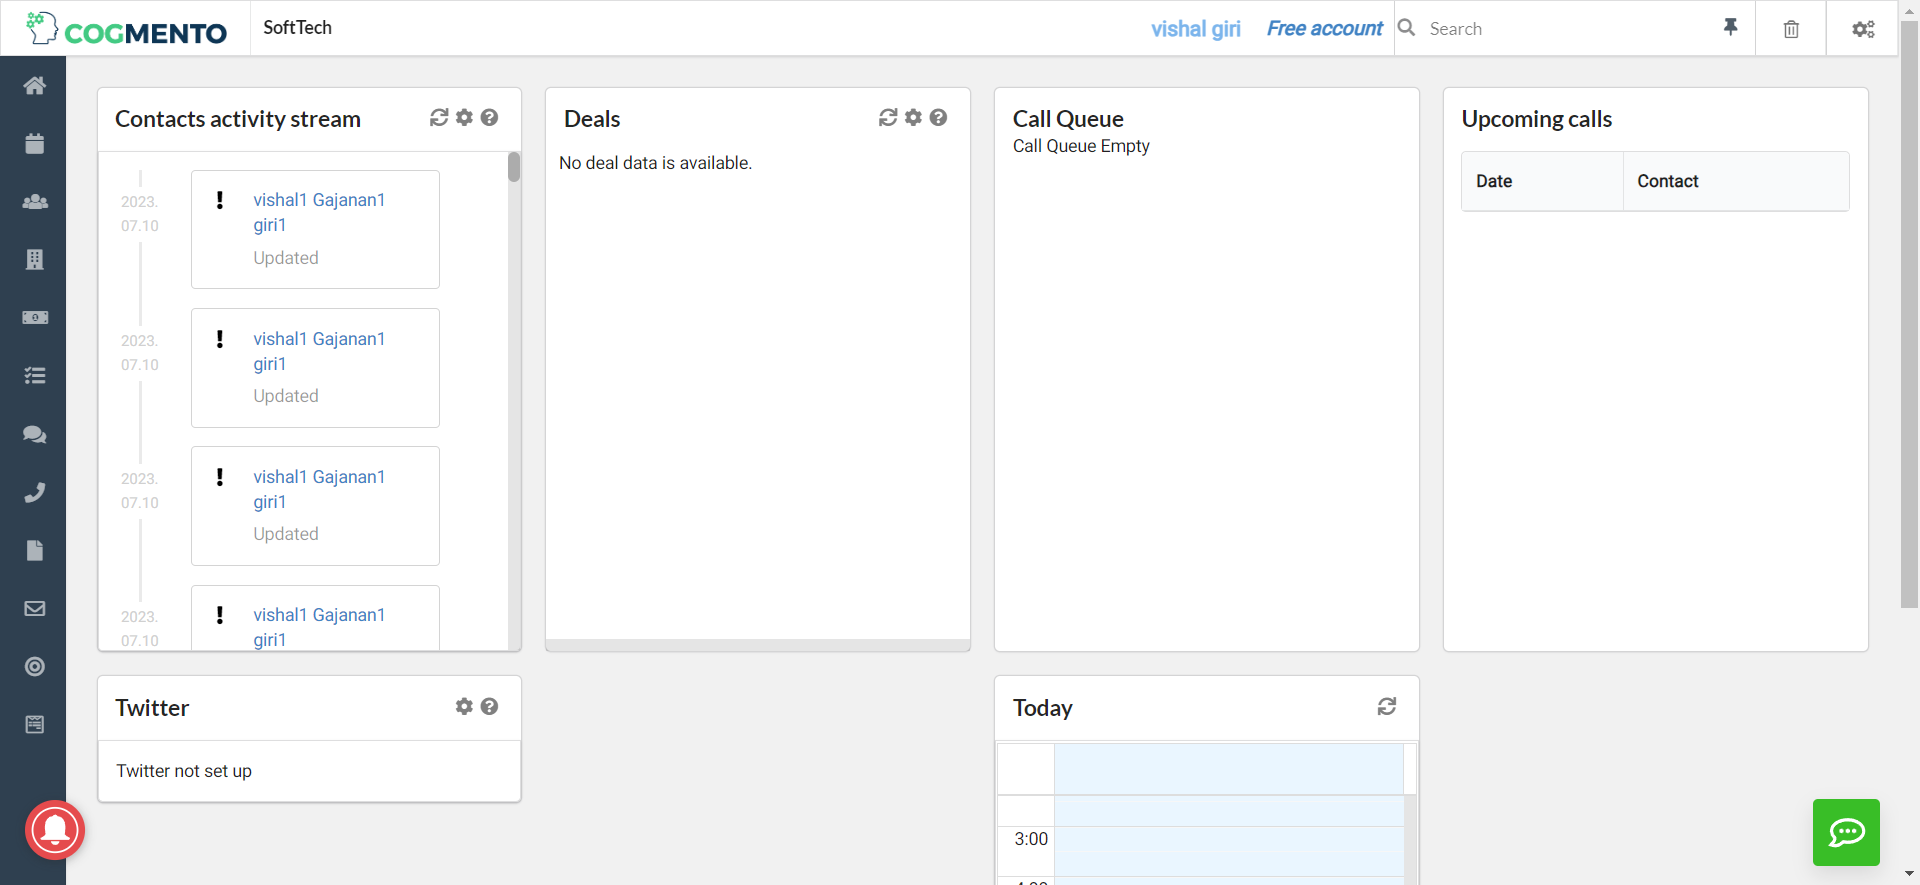 COGMENTO
SoftTech
vishal giri
Free account
Search
Contacts activity stream
2023.
07.10
vishal1 Gajanan1
giri1
Updated
2023.
07.10
vishal1 Gajanan1
giri1
Updated
2023.
07.10
vishal1 Gajanan1
giri1
Updated
2023.
07.10
vishal1 Gajanan1
giri1
Deals
No deal data is available.
Call Queue
Call Queue Empty
Upcoming calls
Date Contact
Twitter
Twitter not set up
Today
3:00